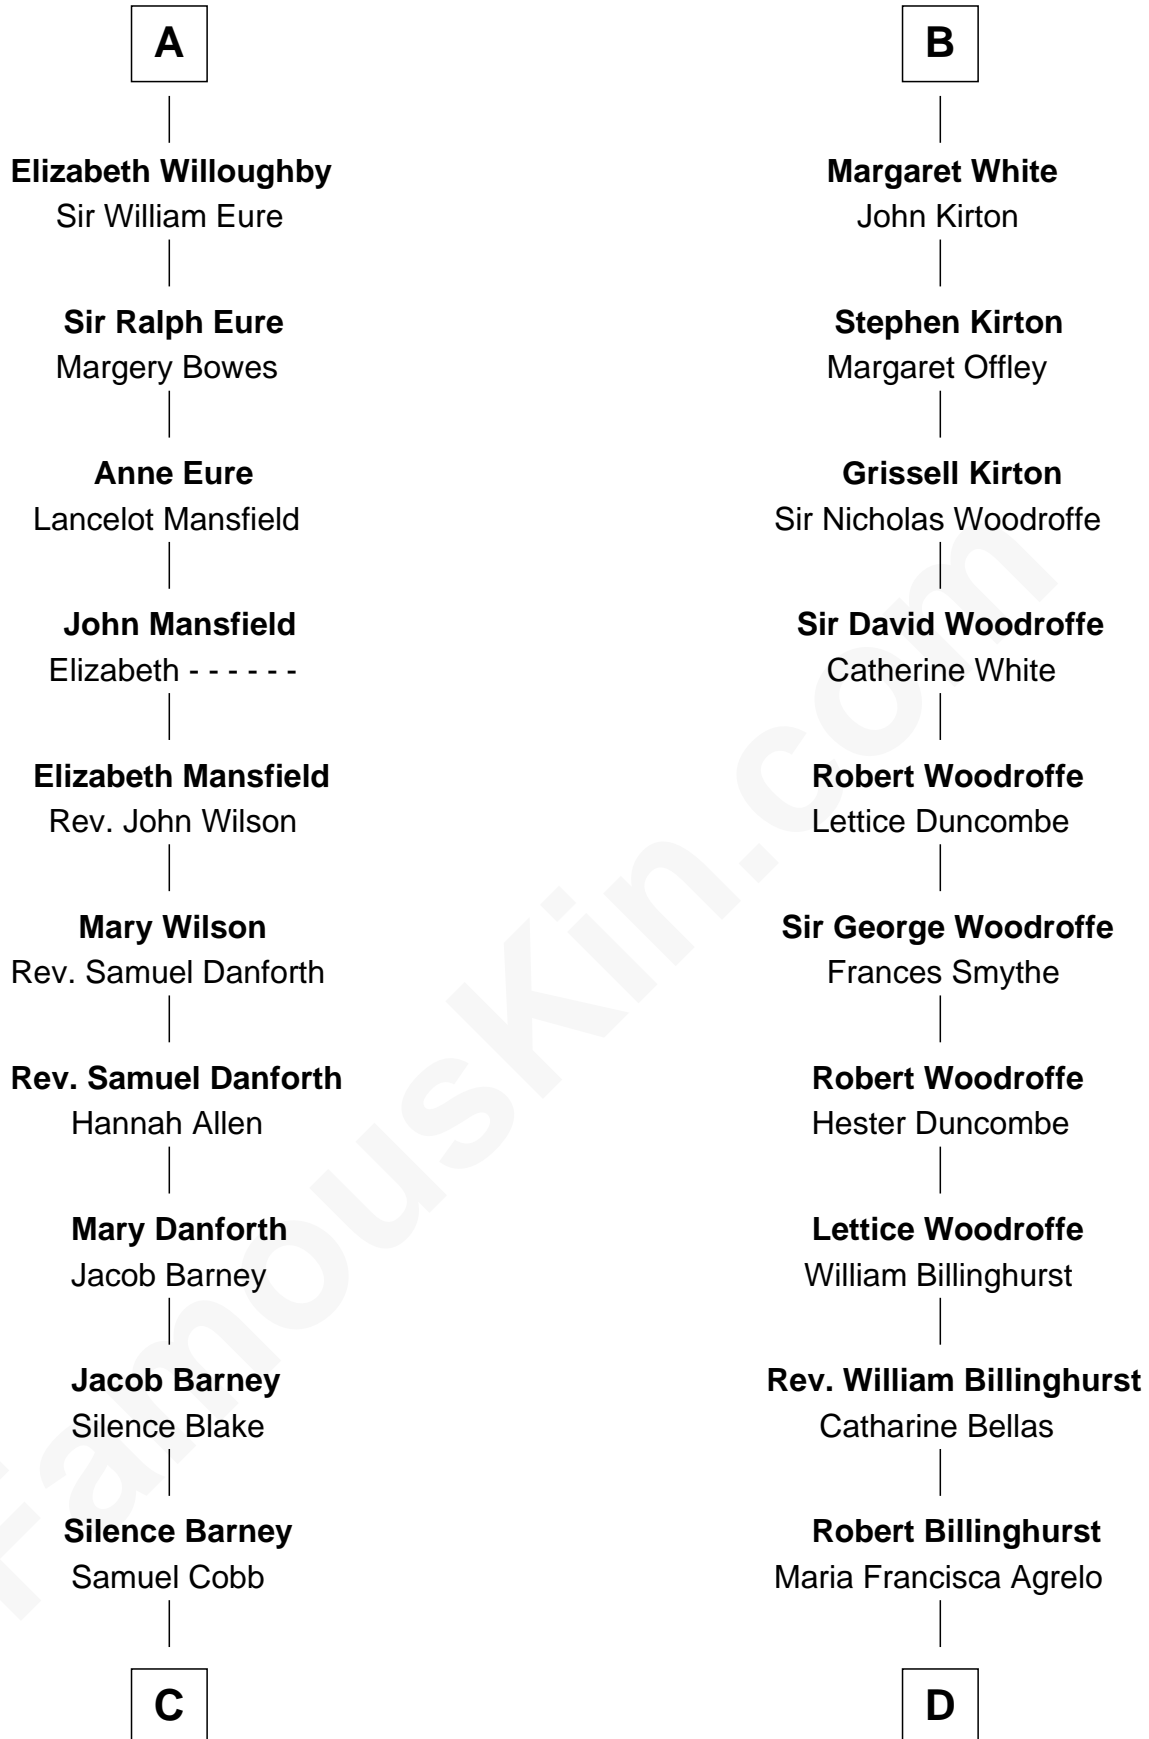 A
Elizabeth Willoughby
Sir William Eure
Sir Ralph Eure
Margery Bowes
Anne Eure
Lancelot Mansfield
John Mansfield
Elizabeth - - - - - -
Elizabeth Mansfield
Rev. John Wilson
Mary Wilson
Rev. Samuel Danforth
Rev. Samuel Danforth
Hannah Allen
Mary Danforth
Jacob Barney
Jacob Barney
Silence Blake
Silence Barney
Samuel Cobb
C
B
Margaret White
John Kirton
Stephen Kirton
Margaret Offley
Grissell Kirton
Sir Nicholas Woodroffe
Sir David Woodroffe
Catherine White
Robert Woodroffe
Lettice Duncombe
Sir George Woodroffe
Frances Smythe
Robert Woodroffe
Hester Duncombe
Lettice Woodroffe
William Billinghurst
Rev. William Billinghurst
Catharine Bellas
Robert Billinghurst
Maria Francisca Agrelo
D
FamousKin.com